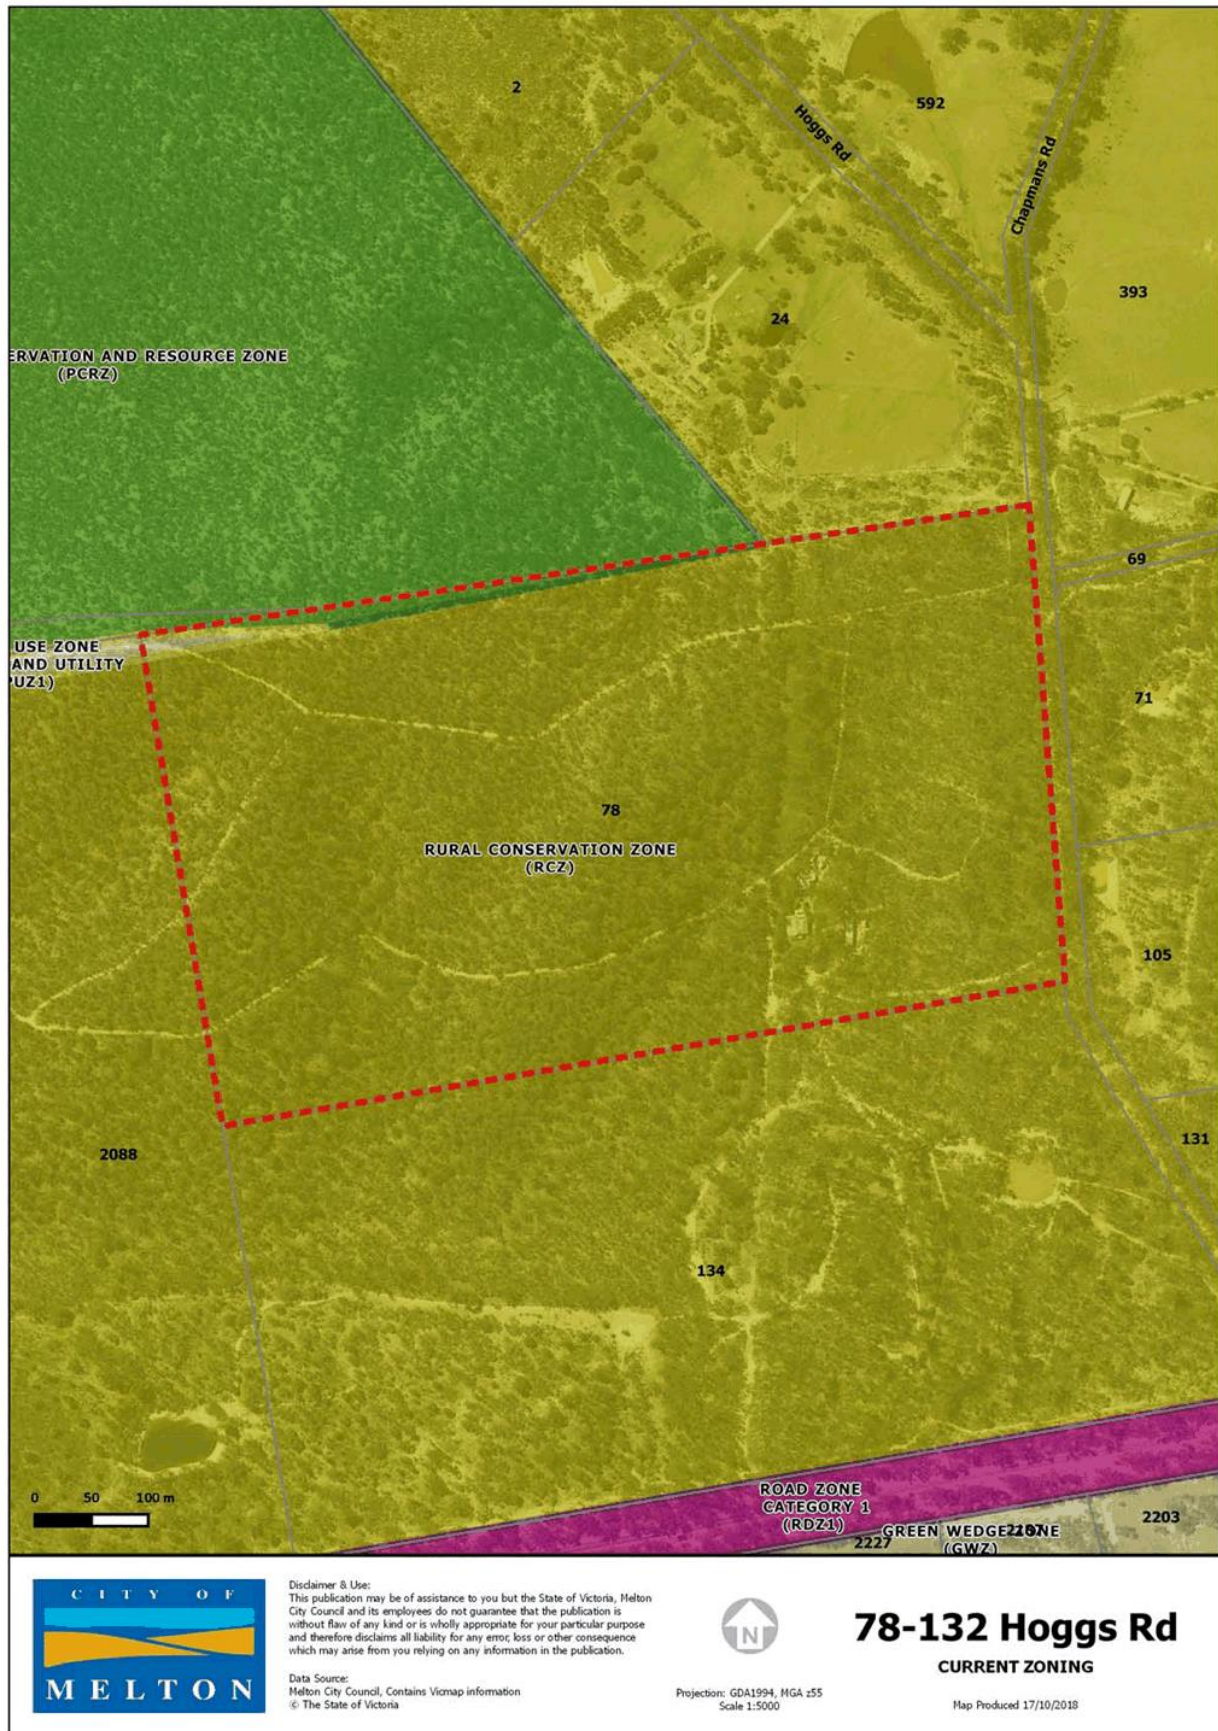 2
592
Hoggs Rd
Chapmans Rd
393
24
ERVATION AND RESOURCE ZONE
(PCRZ)
69
USE ZONE
AND UTILITY
PUZ1)
71
78
RURAL CONSERVATION ZONE
(RCZ)
105
131
2088
134
0 50 100 m
ROAD ZONE
CATEGORY 1
(RDZ1)
2203
GREEN WEDGE ZONE
(GWZ)
2227
CITY OF
MELTON
Disclaimer & Use:
This publication may be of assistance to you but the State of Victoria, Melton
City Council and its employees do not guarantee that the publication is
without flaw of any kind or is wholly appropriate for your particular purpose
and therefore disclaims all liability for any error, loss or other consequence
which may arise from you relying on any information in the publication.
Data Source:
Melton City Council, Contains Vicmap information
© The State of Victoria
N
Projection: GDA1994, MGA z55
Scale 1:5000
78-132 Hoggs Rd
CURRENT ZONING
Map Produced 17/10/2018